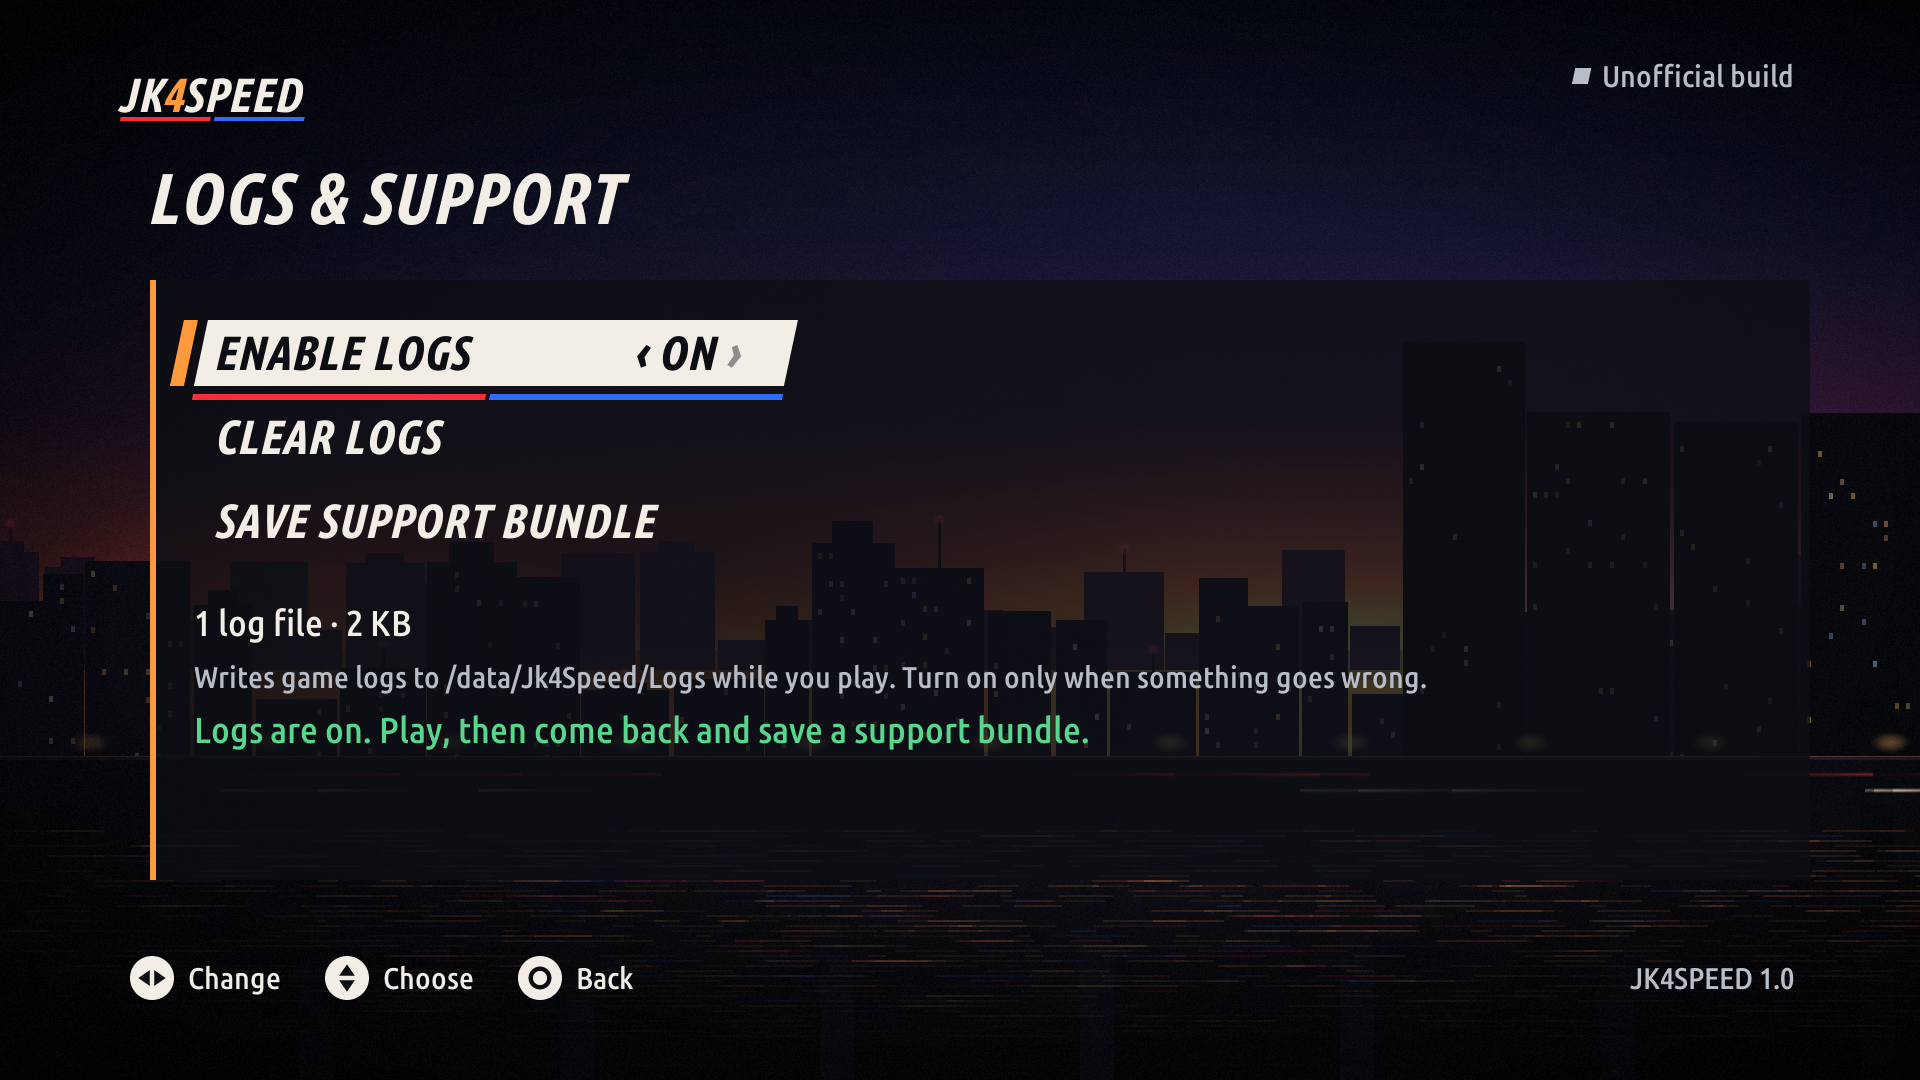 JK4SPEED
Unofficial build
LOGS & SUPPORT
ENABLE LOGS ‹ ON ›
CLEAR LOGS
SAVE SUPPORT BUNDLE
1 log file · 2 KB
Writes game logs to /data/Jk4Speed/Logs while you play. Turn on only when something goes wrong.
Logs are on. Play, then come back and save a support bundle.
Change Choose Back
JK4SPEED 1.0